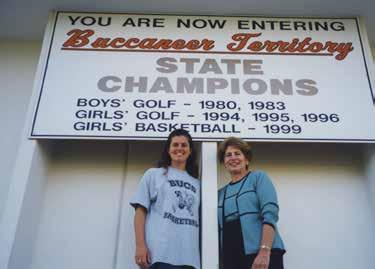 YOU ARE NOW ENTERING
Buccaneer Territory
STATE
CHAMPIONS
BOYS' GOLF - 1980, 1983
GIRLS' GOLF - 1994, 1995, 1996
GIRLS' BASKETBALL - 1999
BUCS
BASKETBALL